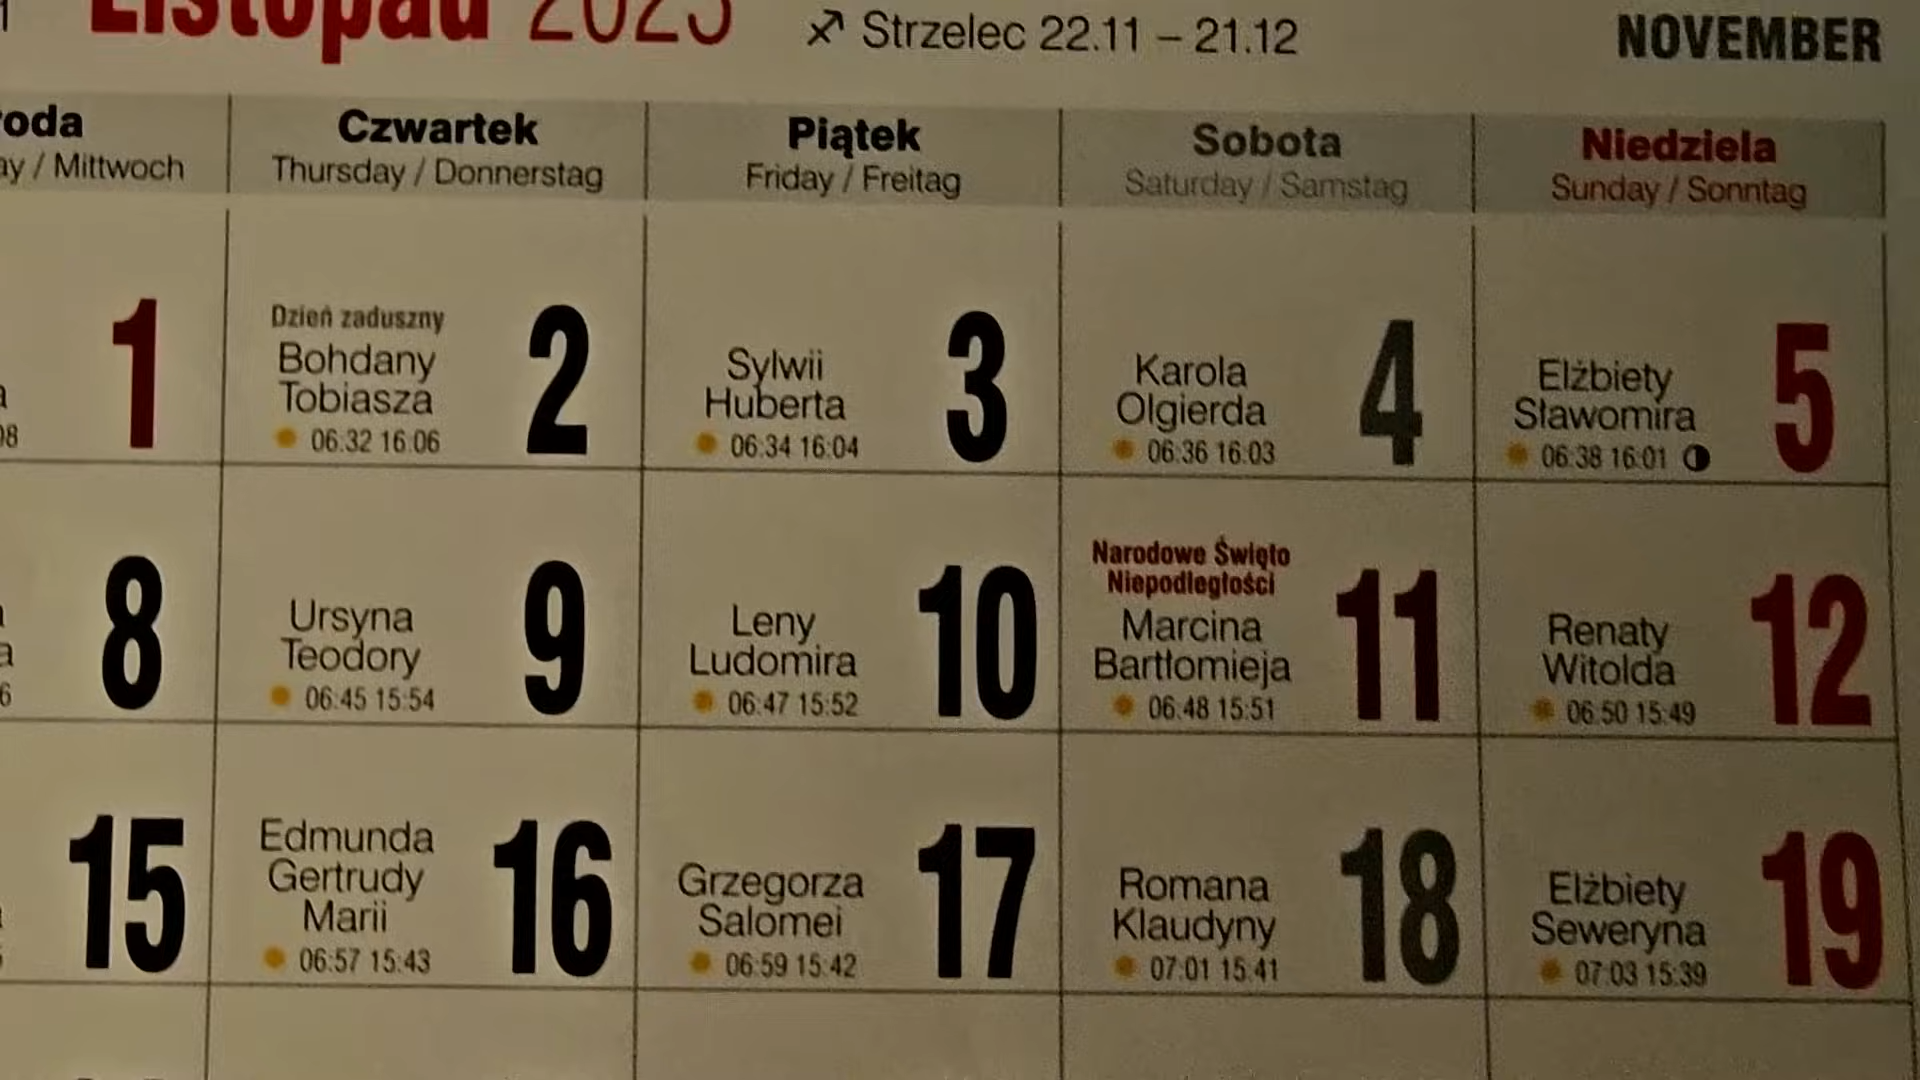 Listopad 2023
♐ Strzelec 22.11 – 21.12
NOVEMBER
Czwartek
Piątek
Sobota
Niedziela
/ Mittwoch
Thursday / Donnerstag
Friday / Freitag
Saturday / Samstag
Sunday / Sonntag
1
Dzień zaduszny
Bohdany
Tobiasza
06:32 16:06
2
Sylwii
Huberta
06:34 16:04
3
Karola
Olgierda
06:36 16:03
4
Elżbiety
Sławomira
06:38 16:01
5
8
Ursyna
Teodory
06:45 15:54
9
Leny
Ludomira
06:47 15:52
10
Narodowe Święto
Niepodległości
Marcina
Bartłomieja
06:48 15:51
11
Renaty
Witolda
06:50 15:49
12
15
Edmunda
Gertrudy
Marii
06:57 15:43
16
Grzegorza
Salomei
06:59 15:42
17
Romana
Klaudyny
07:01 15:41
18
Elżbiety
Seweryna
07:03 15:39
19